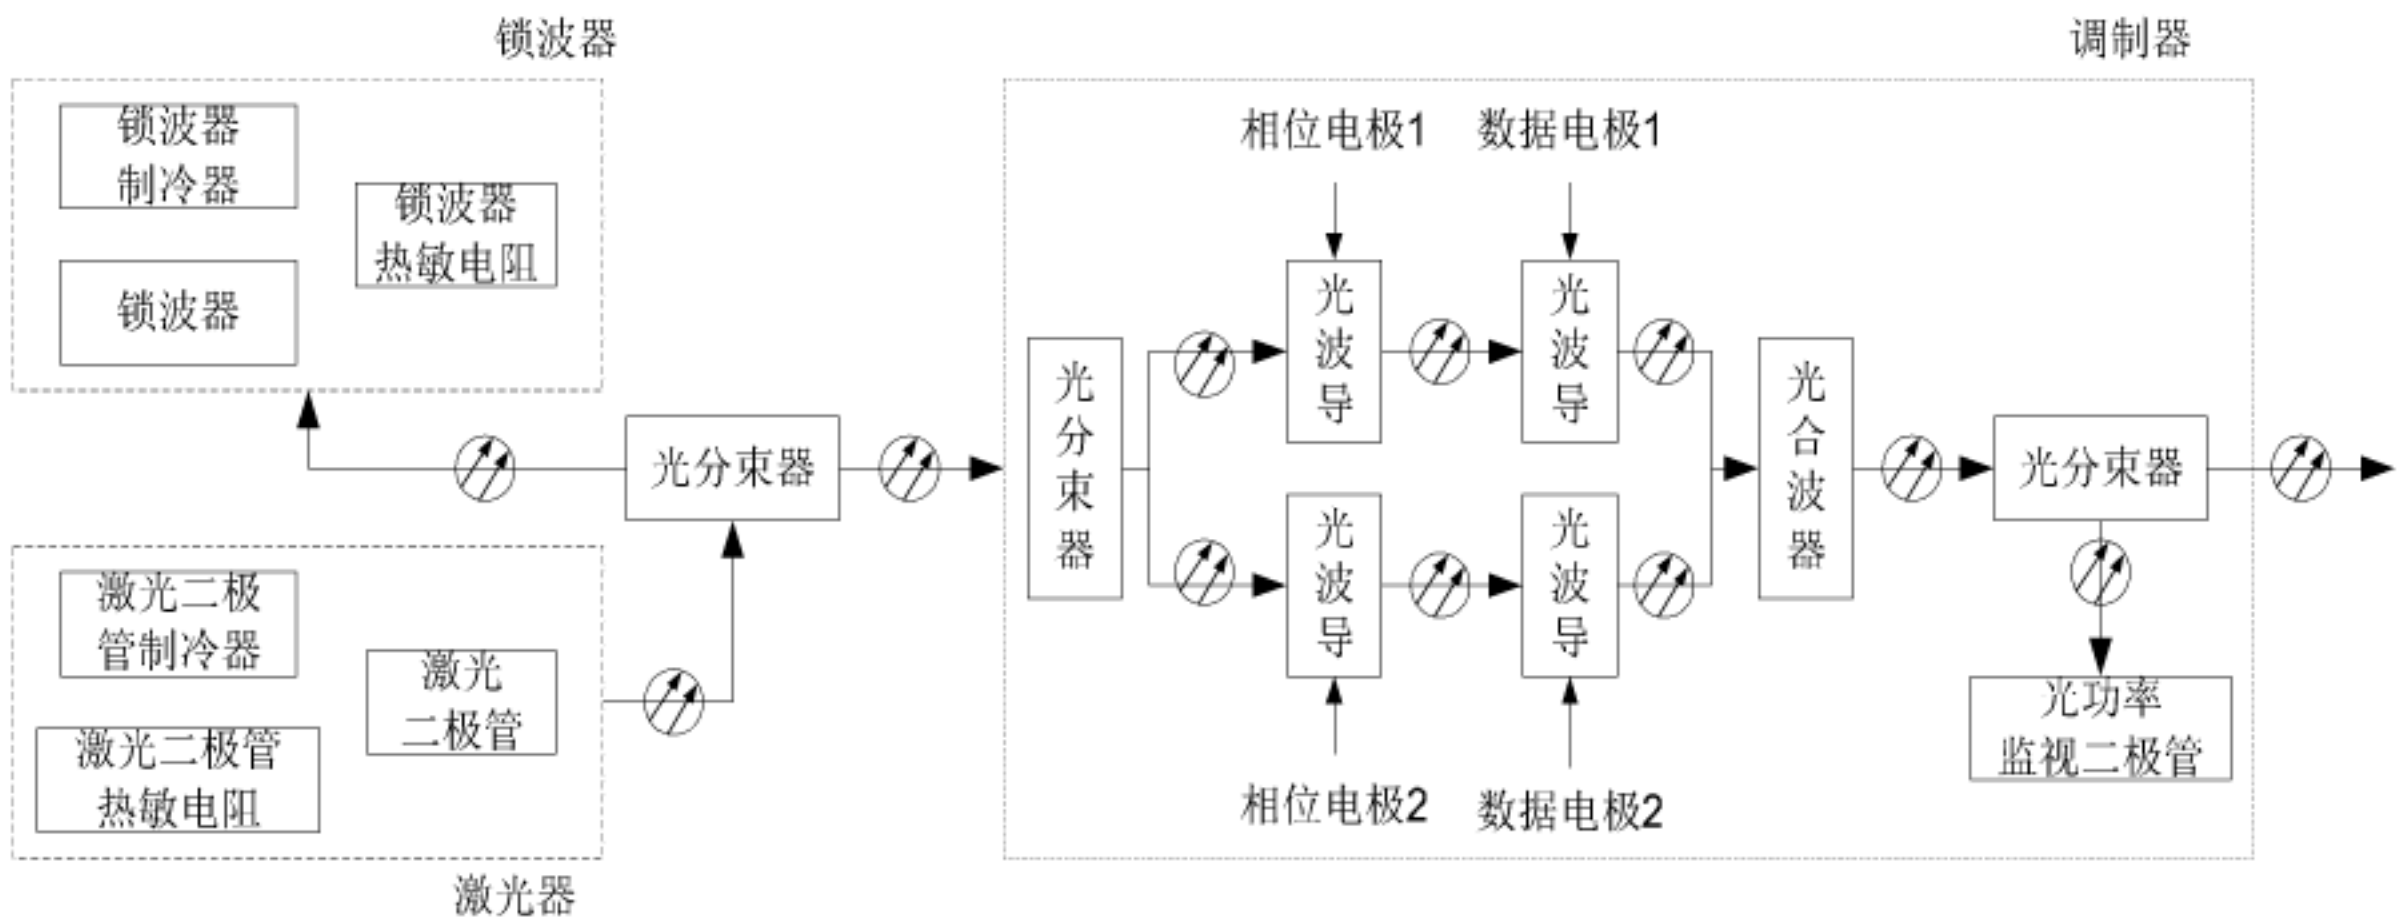 锁波器
锁波器
制冷器
锁波器
热敏电阻
锁波器
激光二极
管制冷器
激光
二极管
激光二极管
热敏电阻
激光器
光分束器
调制器
相位电极1
数据电极1
光分束器
光波导
光波导
光波导
光波导
相位电极2
数据电极2
光合波器
光分束器
光功率
监视二极管